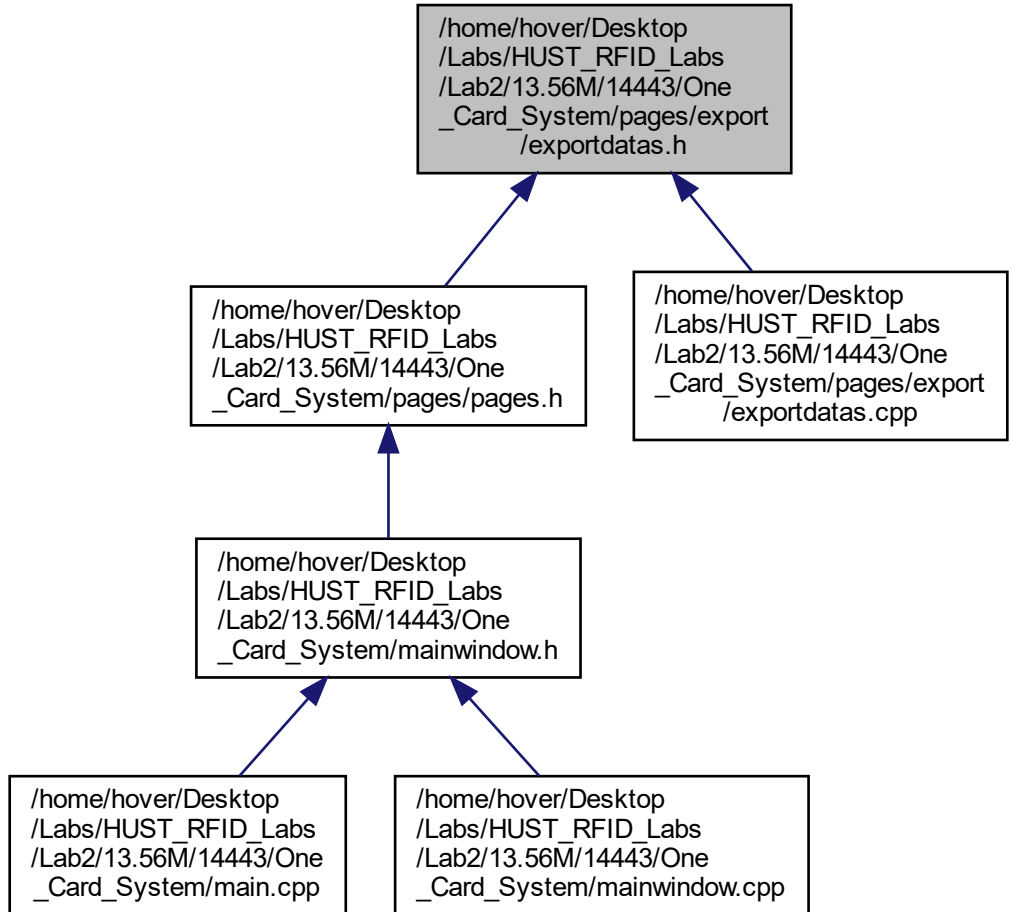 /home/hover/Desktop
/Labs/HUST_RFID_Labs
/Lab2/13.56M/14443/One
_Card_System/pages/export
/exportdatas.h
/home/hover/Desktop
/Labs/HUST_RFID_Labs
/Lab2/13.56M/14443/One
_Card_System/pages/pages.h
/home/hover/Desktop
/Labs/HUST_RFID_Labs
/Lab2/13.56M/14443/One
_Card_System/pages/export
/exportdatas.cpp
/home/hover/Desktop
/Labs/HUST_RFID_Labs
/Lab2/13.56M/14443/One
_Card_System/mainwindow.h
/home/hover/Desktop
/Labs/HUST_RFID_Labs
/Lab2/13.56M/14443/One
_Card_System/main.cpp
/home/hover/Desktop
/Labs/HUST_RFID_Labs
/Lab2/13.56M/14443/One
_Card_System/mainwindow.cpp